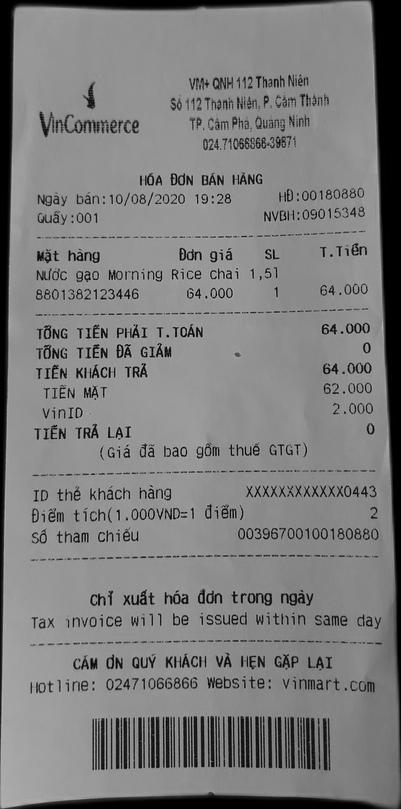 VinCommerce
VM+ QNH 112 Thanh Niên
Số 112 Thanh Niên, P. Cẩm Thành
TP. Cẩm Phả, Quảng Ninh
024.71066866-39671
HÓA ĐƠN BÁN HÀNG
Ngày bán:10/08/2020 19:28 HĐ:00180880
Quầy:001 NVBH:09015348
Mặt hàng Đơn giá SL T.Tiền
Nước gạo Morning Rice chai 1,5l
8801382123446 64.000 1 64.000
TỔNG TIỀN PHẢI T.TOÁN 64.000
TỔNG TIỀN ĐÃ GIẢM 0
TIỀN KHÁCH TRẢ 64.000
TIỀN MẶT 62.000
VinID 2.000
TIỀN TRẢ LẠI 0
(Giá đã bao gồm thuế GTGT)
ID thẻ khách hàng XXXXXXXXXXXX0443
Điểm tích(1.000VND=1 điểm) 2
Số tham chiếu 00396700100180880
Chỉ xuất hóa đơn trong ngày
Tax invoice will be issued within same day
CẢM ƠN QUÝ KHÁCH VÀ HẸN GẶP LẠI
Hotline: 02471066866 Website: vinmart.com